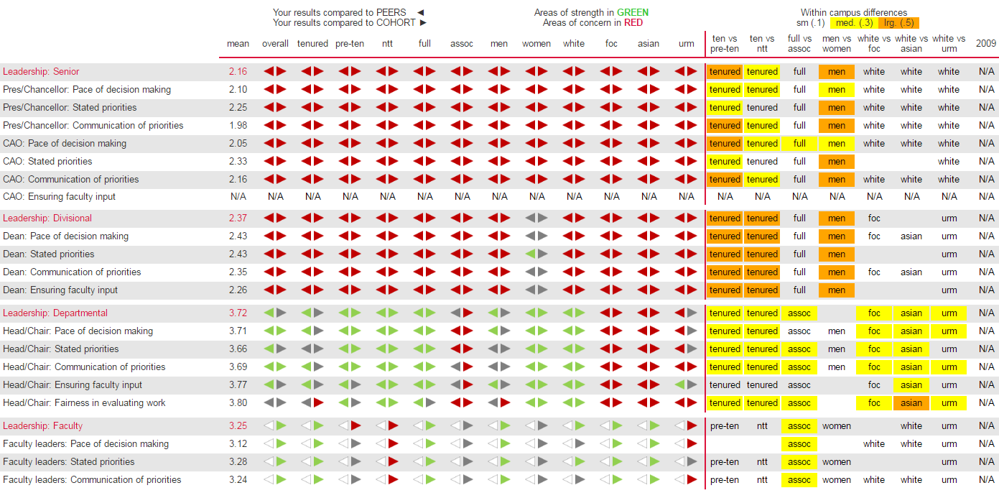 Your results compared to PEERS ◄ Areas of strength in GREEN Within campus differences
Your results compared to COHORT ► Areas of concern in RED sm (.1) med. (.3) lrg. (.5)
mean overall tenured pre-ten ntt full assoc men women white foc asian urm ten vs pre-ten ten vs ntt full vs assoc men vs women white vs foc white vs asian white vs urm 2009
Leadership: Senior 2.16 tenured tenured full men white white white N/A
Pres/Chancellor: Pace of decision making 2.10 tenured tenured full men white white white N/A
Pres/Chancellor: Stated priorities 2.25 tenured tenured full men white white white N/A
Pres/Chancellor: Communication of priorities 1.98 tenured tenured full men white white white N/A
CAO: Pace of decision making 2.05 tenured tenured full men white white white N/A
CAO: Stated priorities 2.33 tenured tenured full men white N/A
CAO: Communication of priorities 2.16 tenured tenured full men white white white N/A
CAO: Ensuring faculty input N/A N/A N/A N/A N/A N/A N/A N/A N/A N/A N/A N/A N/A N/A N/A N/A N/A N/A N/A N/A N/A
Leadership: Divisional 2.37 tenured tenured full men foc urm N/A
Dean: Pace of decision making 2.43 tenured tenured full men foc asian urm N/A
Dean: Stated priorities 2.43 tenured tenured full men urm N/A
Dean: Communication of priorities 2.35 tenured tenured full men foc asian urm N/A
Dean: Ensuring faculty input 2.26 tenured tenured full men urm N/A
Leadership: Departmental 3.72 tenured tenured assoc foc asian urm N/A
Head/Chair: Pace of decision making 3.71 tenured tenured assoc men foc asian urm N/A
Head/Chair: Stated priorities 3.66 tenured tenured assoc men foc asian urm N/A
Head/Chair: Communication of priorities 3.69 tenured tenured assoc men foc asian urm N/A
Head/Chair: Ensuring faculty input 3.77 tenured tenured assoc foc asian N/A
Head/Chair: Fairness in evaluating work 3.80 tenured tenured assoc foc asian urm N/A
Leadership: Faculty 3.25 pre-ten ntt assoc women white urm N/A
Faculty leaders: Pace of decision making 3.12 assoc white white urm N/A
Faculty leaders: Stated priorities 3.28 pre-ten ntt assoc women urm N/A
Faculty leaders: Communication of priorities 3.24 pre-ten ntt assoc women white white urm N/A